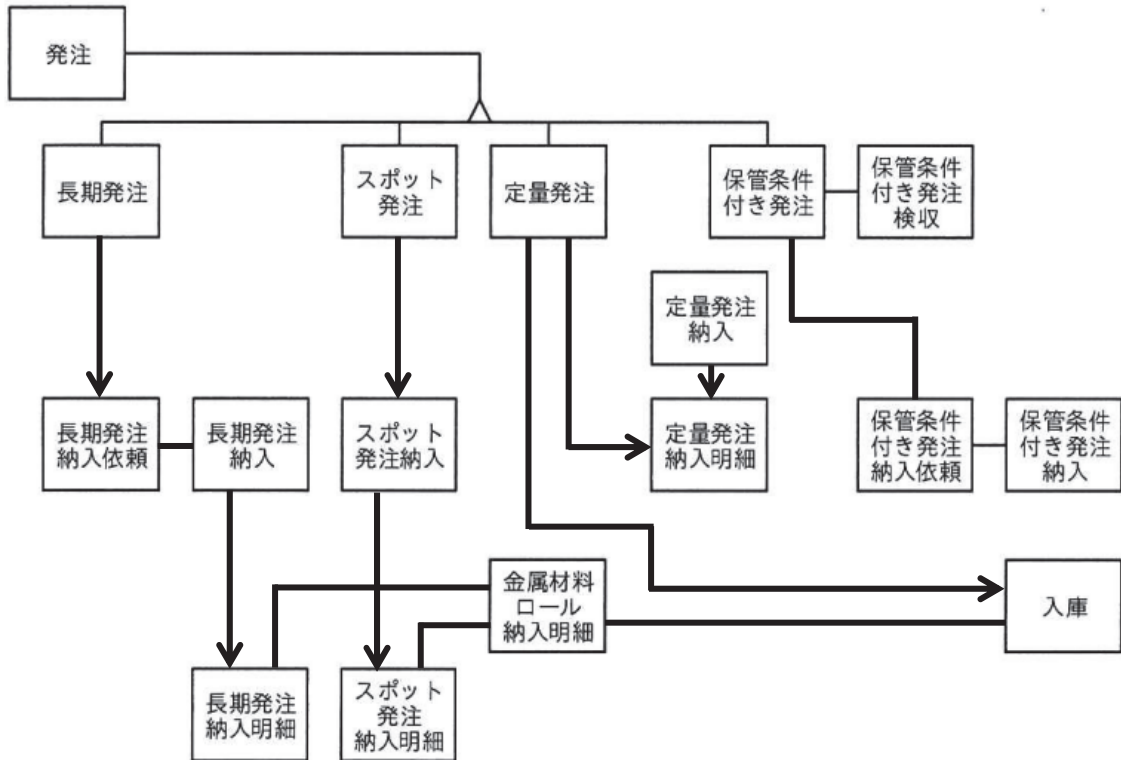 発注
長期発注
スポット
発注
定量発注
保管条件
付き発注
保管条件
付き発注
検収
定量発注
納入
長期発注
納入依頼
長期発注
納入
スポット
発注納入
定量発注
納入明細
保管条件
付き発注
納入依頼
保管条件
付き発注
納入
金属材料
ロール
納入明細
入庫
長期発注
納入明細
スポット
発注
納入明細